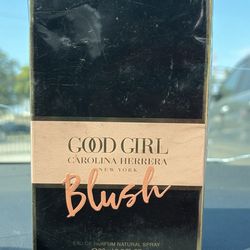 GOOD GIRL
CAROLINA HERRERA
NEW YORK
Blush
EAU DE PARFUM NATURAL SPRAY